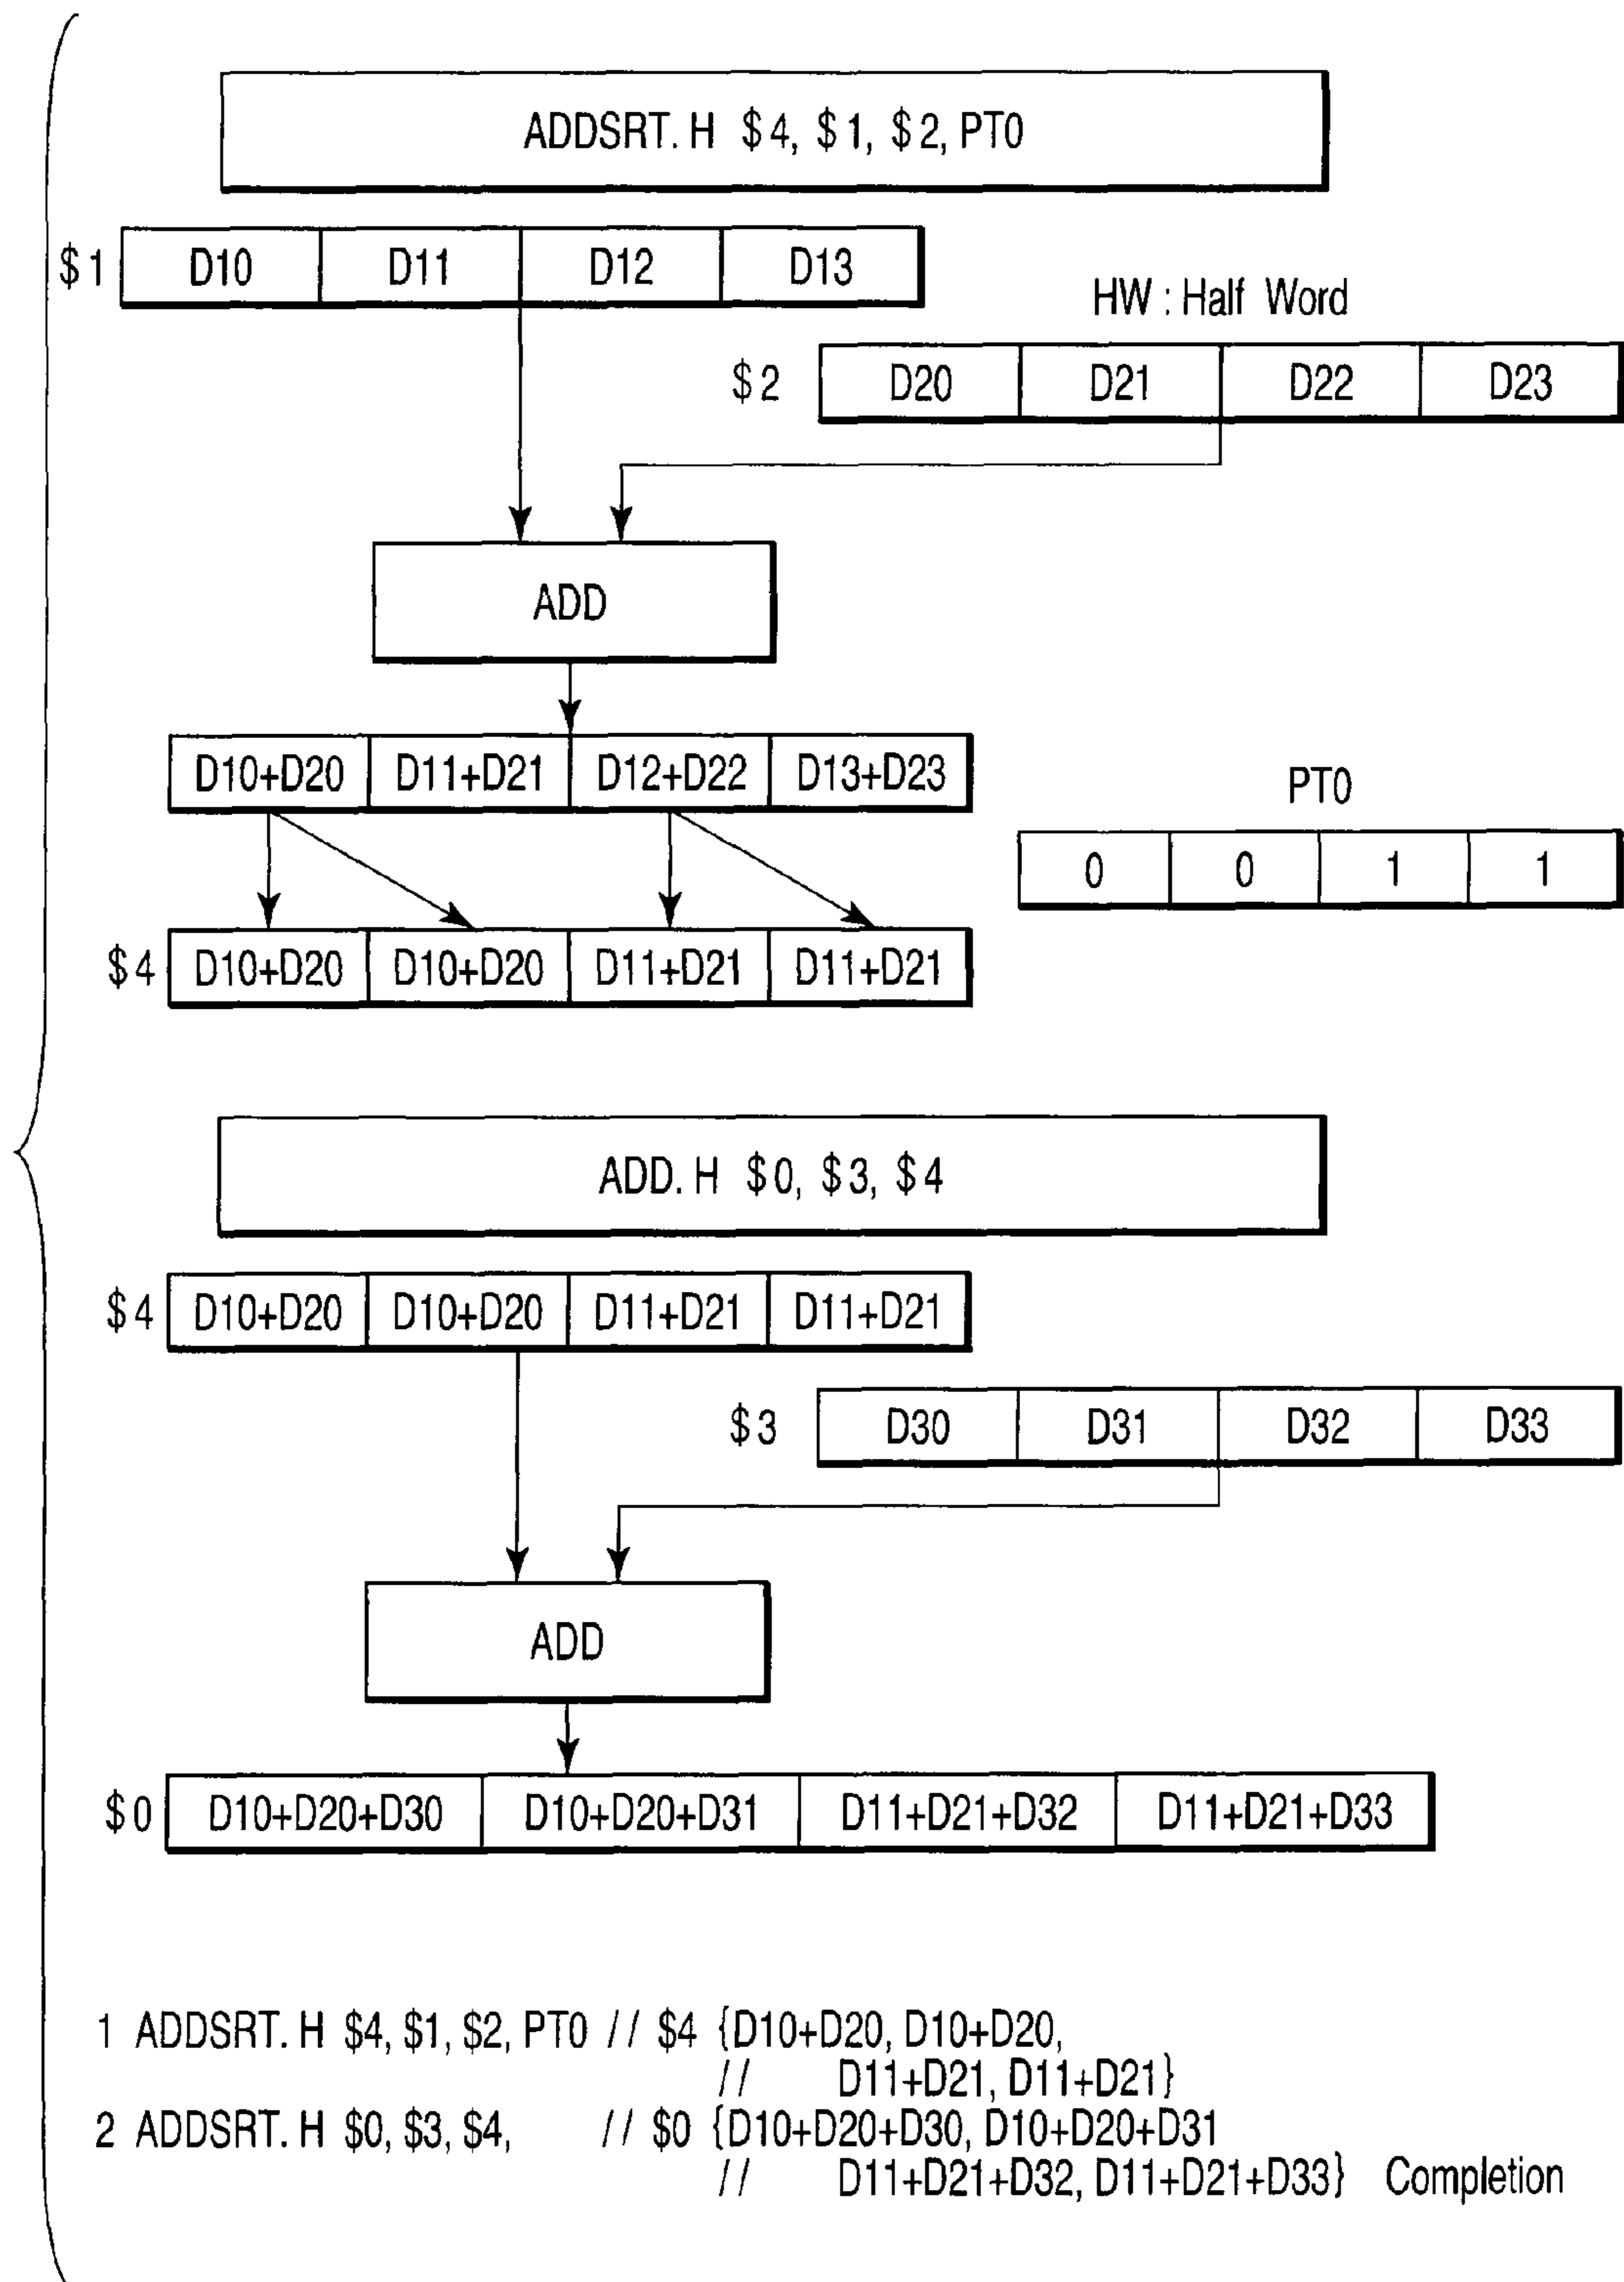 ADDSRT. H $4, $1, $2, PT0
$1 D10 D11 D12 D13
HW : Half Word
$2 D20 D21 D22 D23
ADD
D10+D20 D11+D21 D12+D22 D13+D23
PT0
0 0 1 1
$4 D10+D20 D10+D20 D11+D21 D11+D21
ADD. H $0, $3, $4
$4 D10+D20 D10+D20 D11+D21 D11+D21
$3 D30 D31 D32 D33
ADD
$0 D10+D20+D30 D10+D20+D31 D11+D21+D32 D11+D21+D33
1 ADDSRT. H $4, $1, $2, PT0 // $4 {D10+D20, D10+D20,
// D11+D21, D11+D21}
2 ADDSRT. H $0, $3, $4, // $0 {D10+D20+D30, D10+D20+D31
// D11+D21+D32, D11+D21+D33} Completion